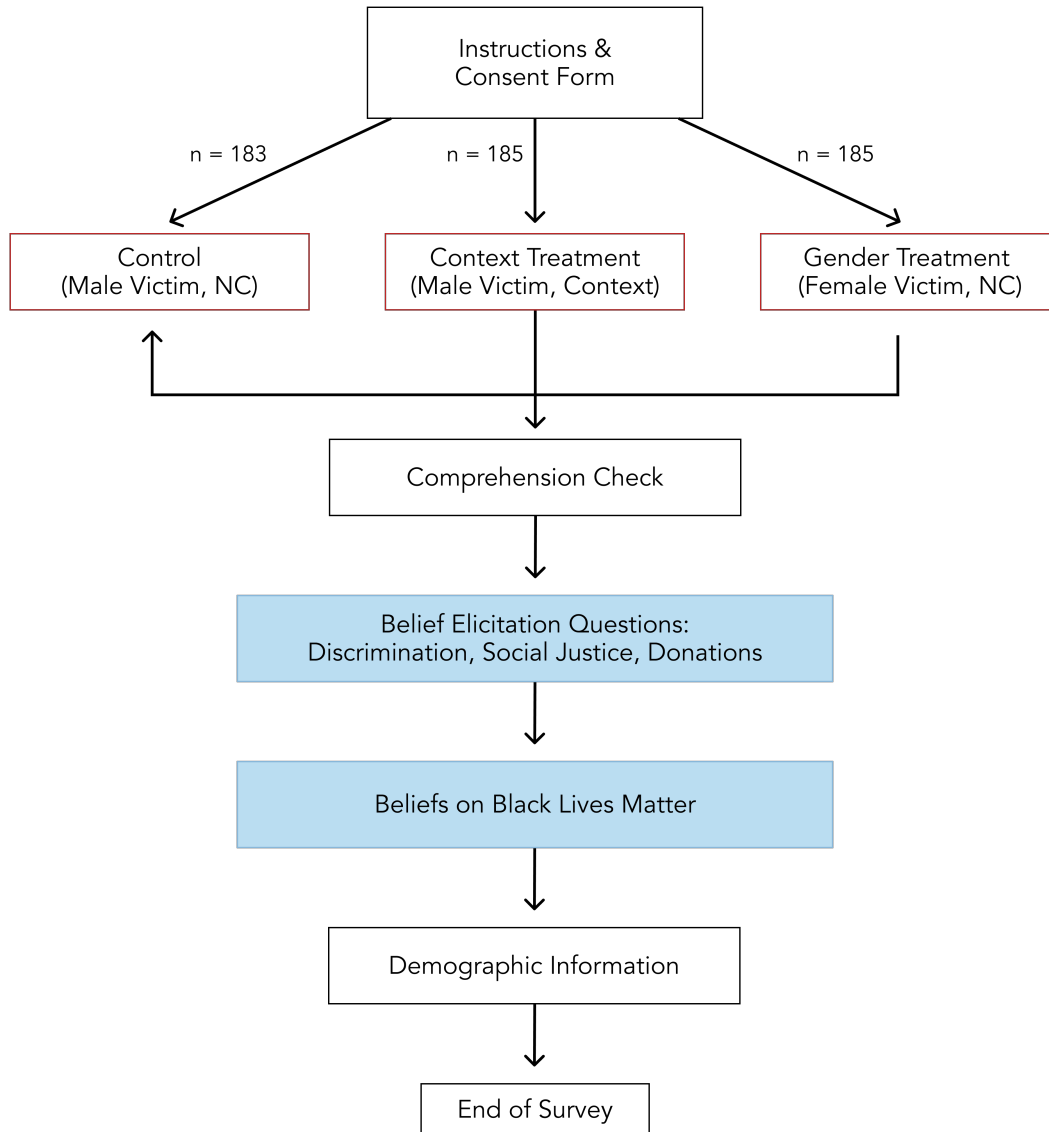 Instructions &
Consent Form
n = 183
n = 185
n = 185
Control
(Male Victim, NC)
Context Treatment
(Male Victim, Context)
Gender Treatment
(Female Victim, NC)
Comprehension Check
Belief Elicitation Questions:
Discrimination, Social Justice, Donations
Beliefs on Black Lives Matter
Demographic Information
End of Survey